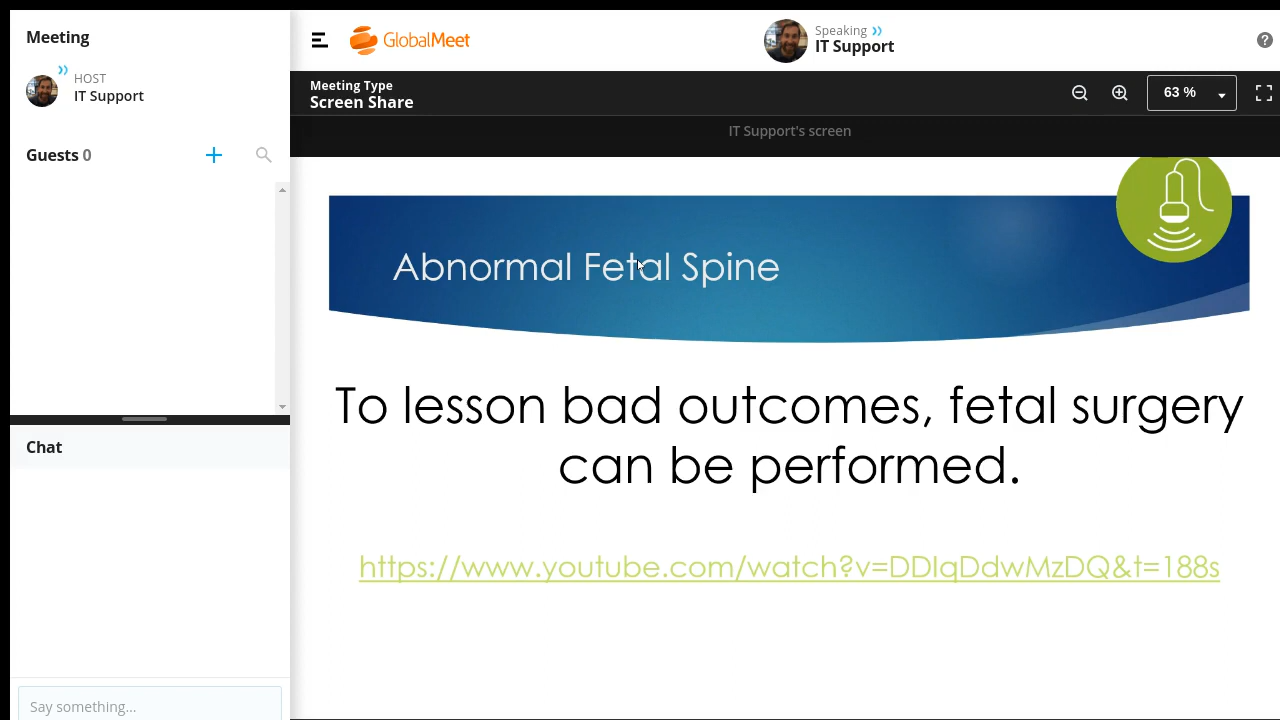 Meeting
HOST
IT Support
Guests 0
Chat
Say something...
GlobalMeet
Speaking
IT Support
Meeting Type
Screen Share
63 %
IT Support's screen
Abnormal Fetal Spine
To lesson bad outcomes, fetal surgery
can be performed.
https://www.youtube.com/watch?v=DDIqDdwMzDQ&t=188s